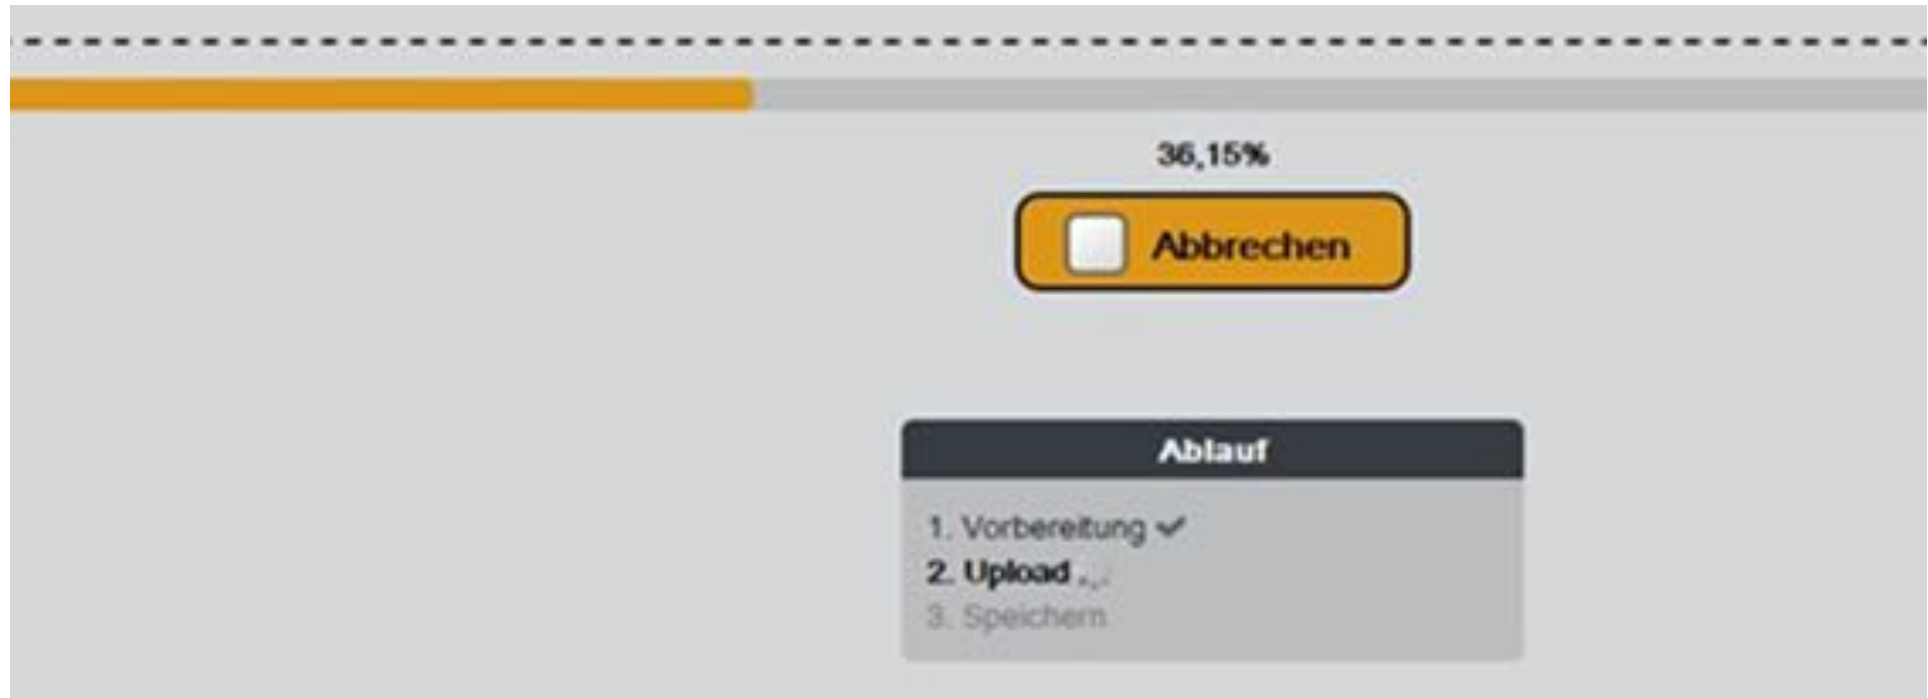 36,15%
Abbrechen
Ablauf
1. Vorbereitung ✔
2. Upload ...
3. Speichern